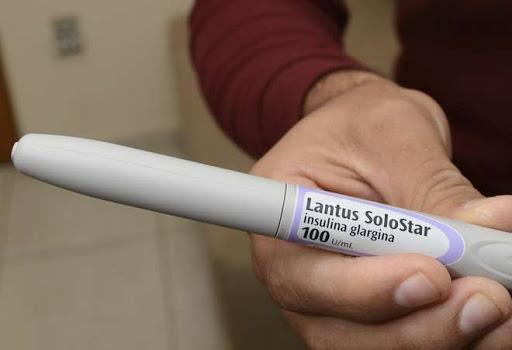 Lantus SoloStar
insulina glargina
100 U/mL